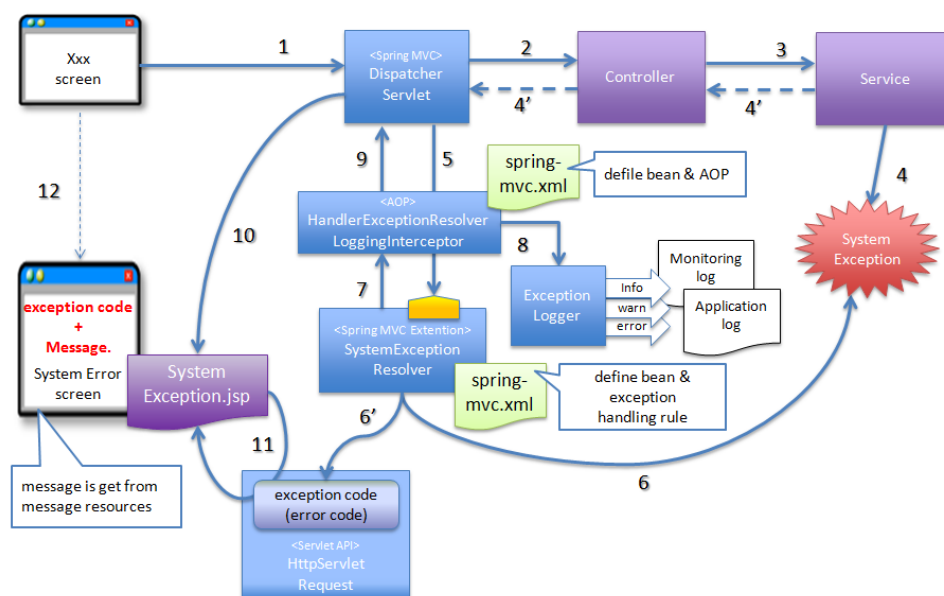 Xxx
screen
1
<Spring MVC>
Dispatcher
Servlet
2
Controller
3
Service
4'
4'
9
5
spring-
mvc.xml
defile bean & AOP
4
12
<AOP>
HandlerExceptionResolver
LoggingInterceptor
10
8
System
Exception
7
Exception
Logger
Info
warn
error
Monitoring
log
Application
log
exception code
+
Message.
System Error
screen
<Spring MVC Extention>
SystemException
Resolver
System
Exception.jsp
spring-
mvc.xml
define bean &
exception
handling rule
6'
11
6
message is get from
message resources
exception code
(error code)
<Servlet API>
HttpServlet
Request